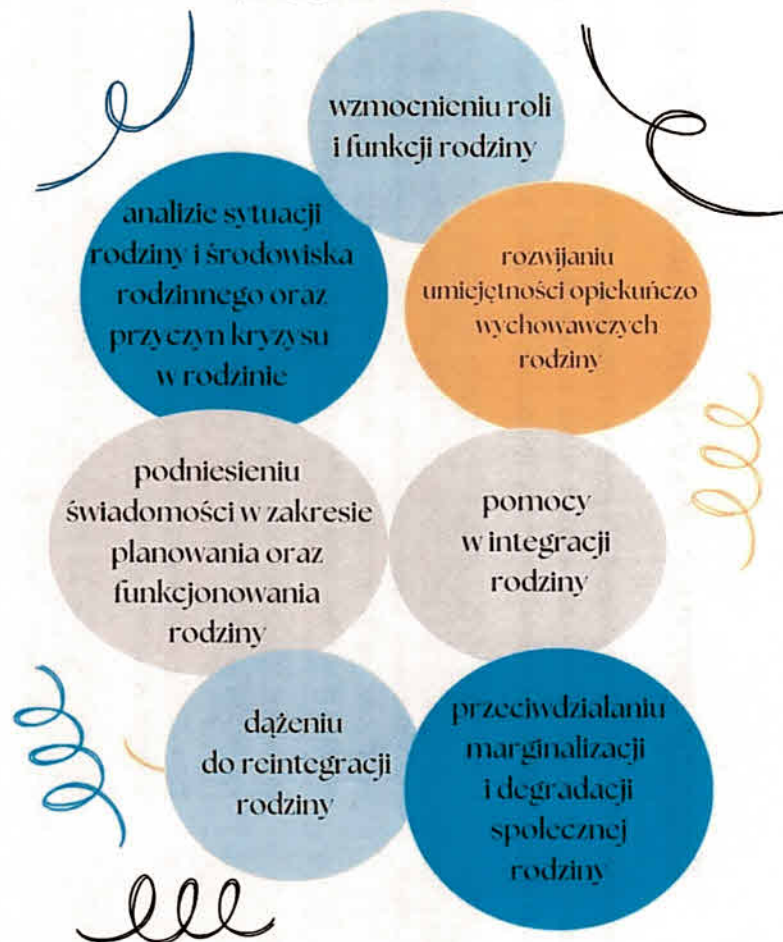 wzmocnieniu roli
i funkcji rodziny
analizie sytuacji
rodziny i środowiska
rodzinnego oraz
przyczyn kryzysu
w rodzinie
rozwijaniu
umiejętności opiekuńczo
wychowawczych
rodziny
podniesieniu
świadomości w zakresie
planowania oraz
funkcjonowania
rodziny
pomocy
w integracji
rodziny
dążeniu
do reintegracji
rodziny
przeciwdziałaniu
marginalizacji
i degradacji
społecznej
rodziny